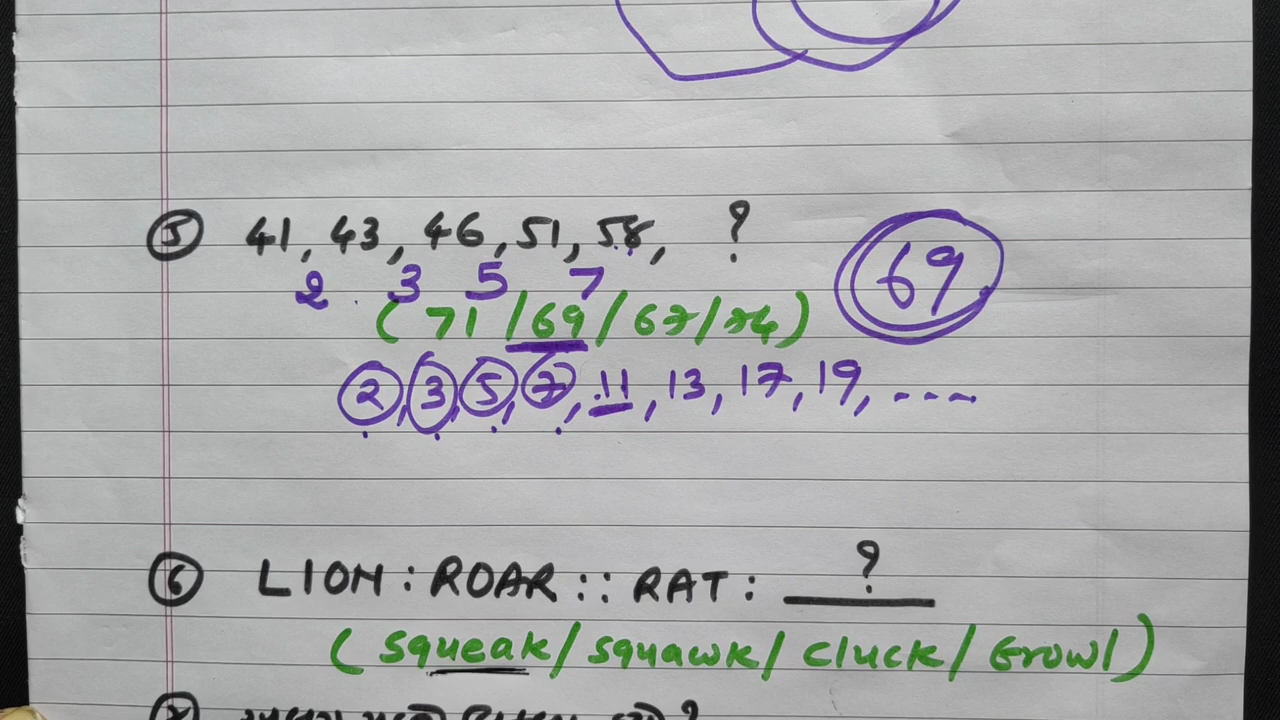 5 41, 43, 46, 51, 58, ?
2 3 5 7
69
(71/69/67/74)
2, 3, 5, 7, 11, 13, 17, 19, ....
6 LION : ROAR :: RAT : ?
(squeak/squawk/cluck/Growl)